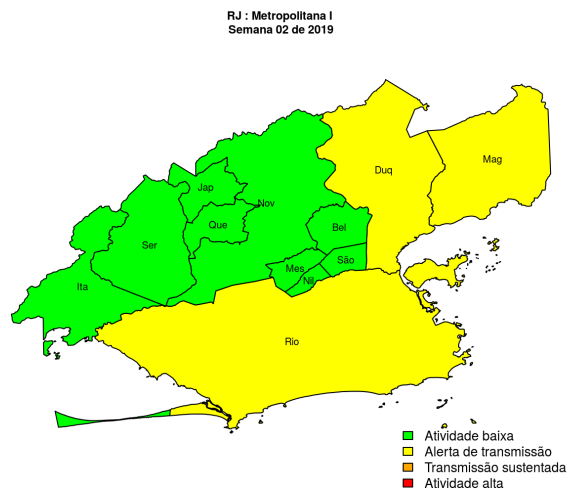 RJ : Metropolitana I
Semana 02 de 2019
Duq
Mag
Jap
Nov
Que
Bel
Ser
São
Mes
Nil
Ita
Rio
Atividade baixa
Alerta de transmissão
Transmissão sustentada
Atividade alta